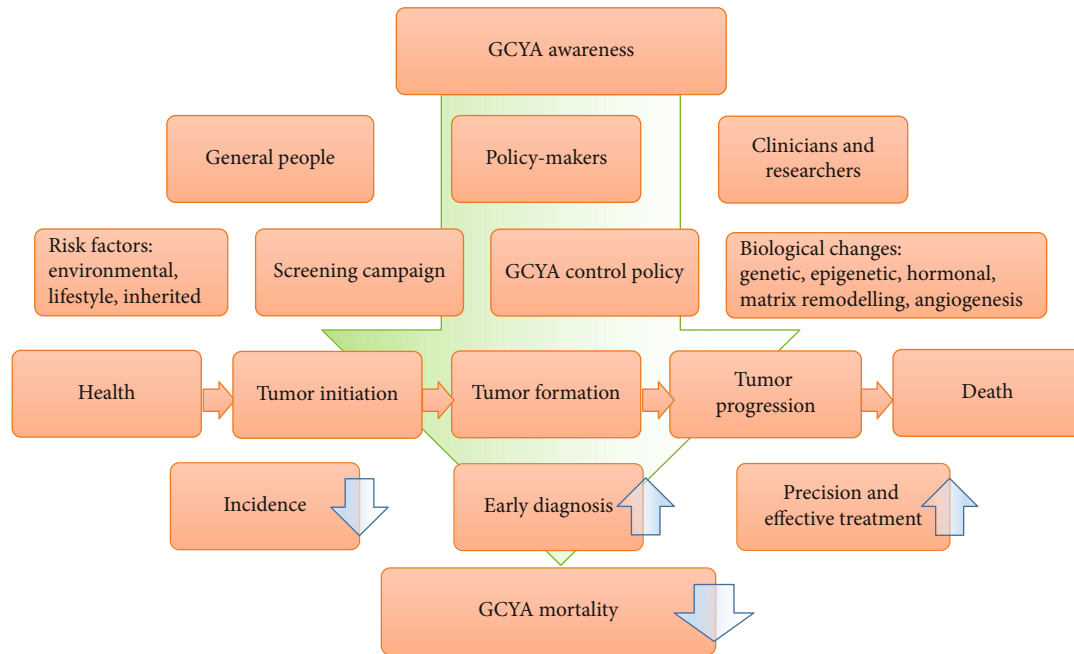 GCYA awareness
General people
Policy-makers
Clinicians and
researchers
Risk factors:
environmental,
lifestyle, inherited
Screening campaign
GCYA control policy
Biological changes:
genetic, epigenetic, hormonal,
matrix remodelling, angiogenesis
Health
Tumor initiation
Tumor formation
Tumor
progression
Death
Incidence
Early diagnosis
Precision and
effective treatment
GCYA mortality